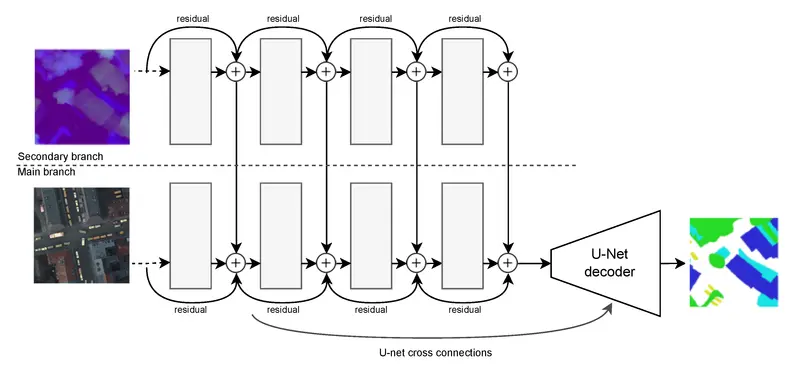 residual
residual
residual
residual
Secondary branch
Main branch
U-Net
decoder
residual
residual
residual
residual
U-net cross connections